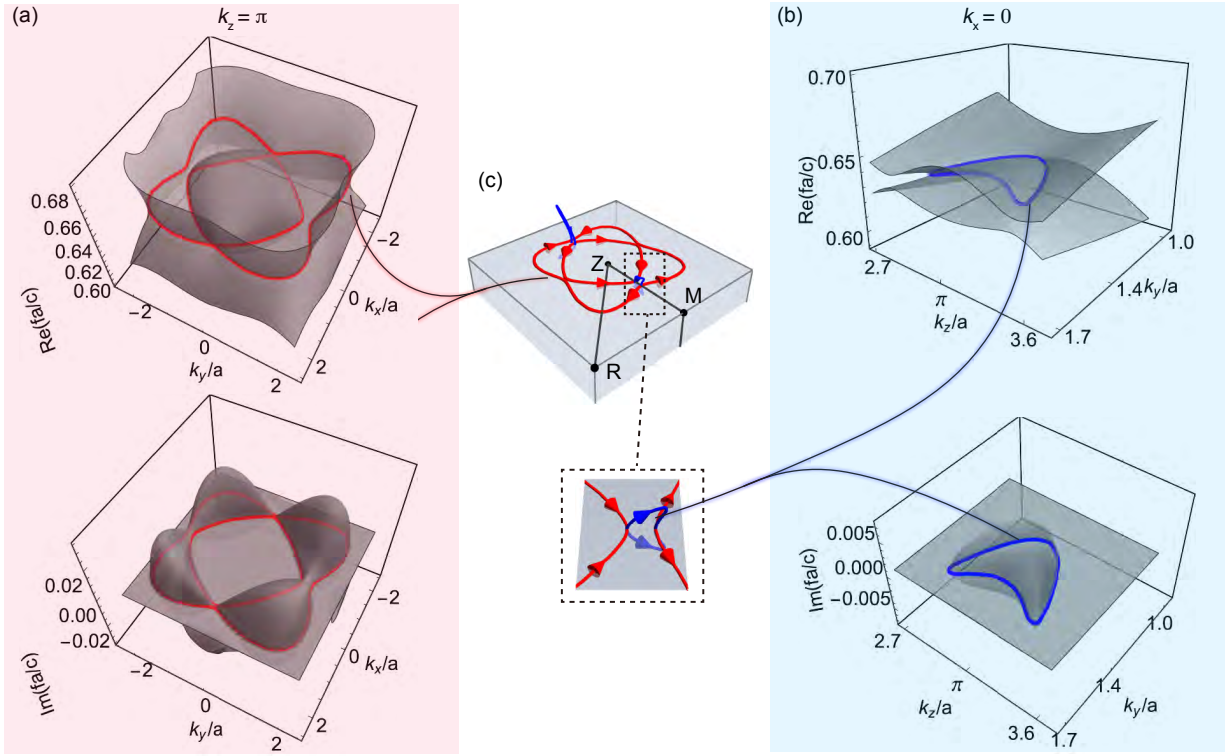 (a)
k_z = π
0.68
0.66
0.64
0.62
0.60
Re(fa/c)
−2
0
2
k_y/a
−2
0
2
k_x/a
0.02
0.00
−0.02
Im(fa/c)
−2
0
2
k_y/a
−2
0
2
k_x/a
(c)
Z
M
R
(b)
k_x = 0
0.70
0.65
0.60
Re(fa/c)
2.7
π
3.6
k_z/a
1.0
1.4
1.7
k_y/a
0.005
0.000
−0.005
Im(fa/c)
2.7
π
3.6
k_z/a
1.0
1.4
1.7
k_y/a